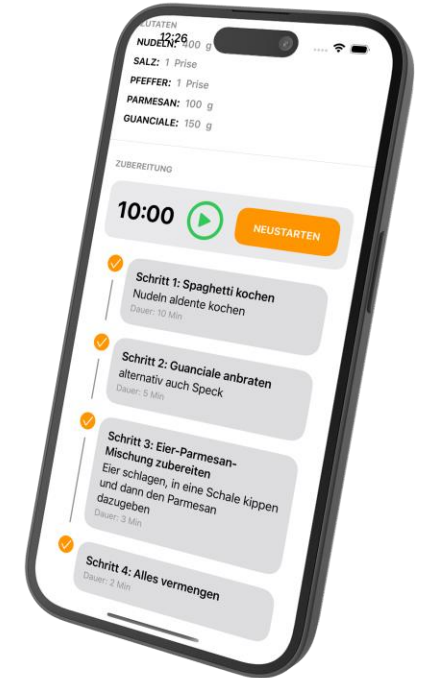 ZUTATEN
12:26
NUDELN: 400 g
SALZ: 1 Prise
PFEFFER: 1 Prise
PARMESAN: 100 g
GUANCIALE: 150 g
ZUBEREITUNG
10:00
NEUSTARTEN
Schritt 1: Spaghetti kochen
Nudeln aldente kochen
Dauer: 10 Min
Schritt 2: Guanciale anbraten
alternativ auch Speck
Dauer: 5 Min
Schritt 3: Eier-Parmesan-
Mischung zubereiten
Eier schlagen, in eine Schale kippen
und dann den Parmesan
dazugeben
Dauer: 3 Min
Schritt 4: Alles vermengen
Dauer: 2 Min